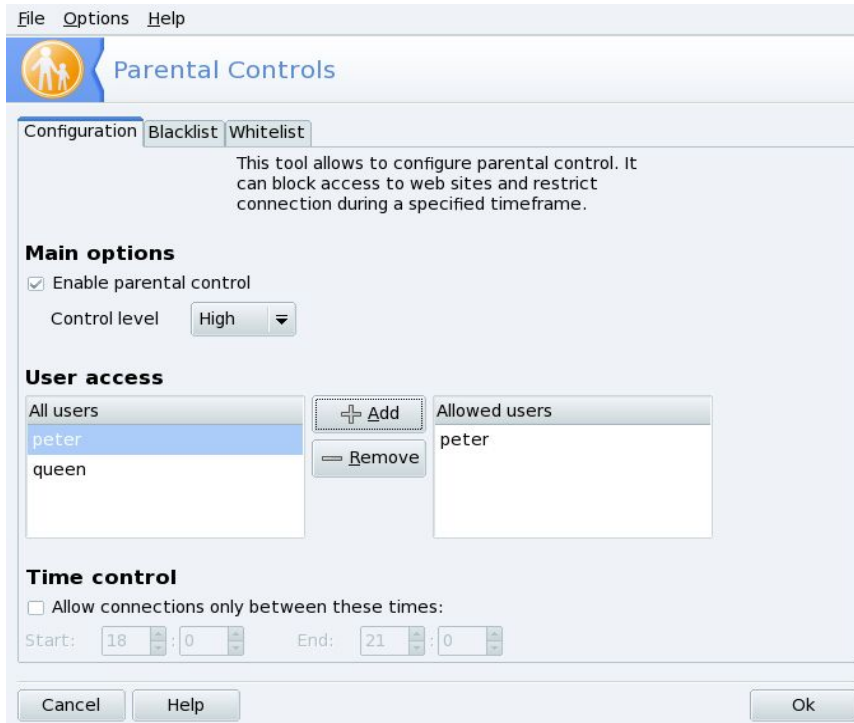 File Options Help
Parental Controls
Configuration Blacklist Whitelist
This tool allows to configure parental control. It
can block access to web sites and restrict
connection during a specified timeframe.
Main options
Enable parental control
Control level High
User access
All users
peter
queen
Add
Remove
Allowed users
peter
Time control
Allow connections only between these times:
Start: 18 : 0 End: 21 : 0
Cancel Help Ok